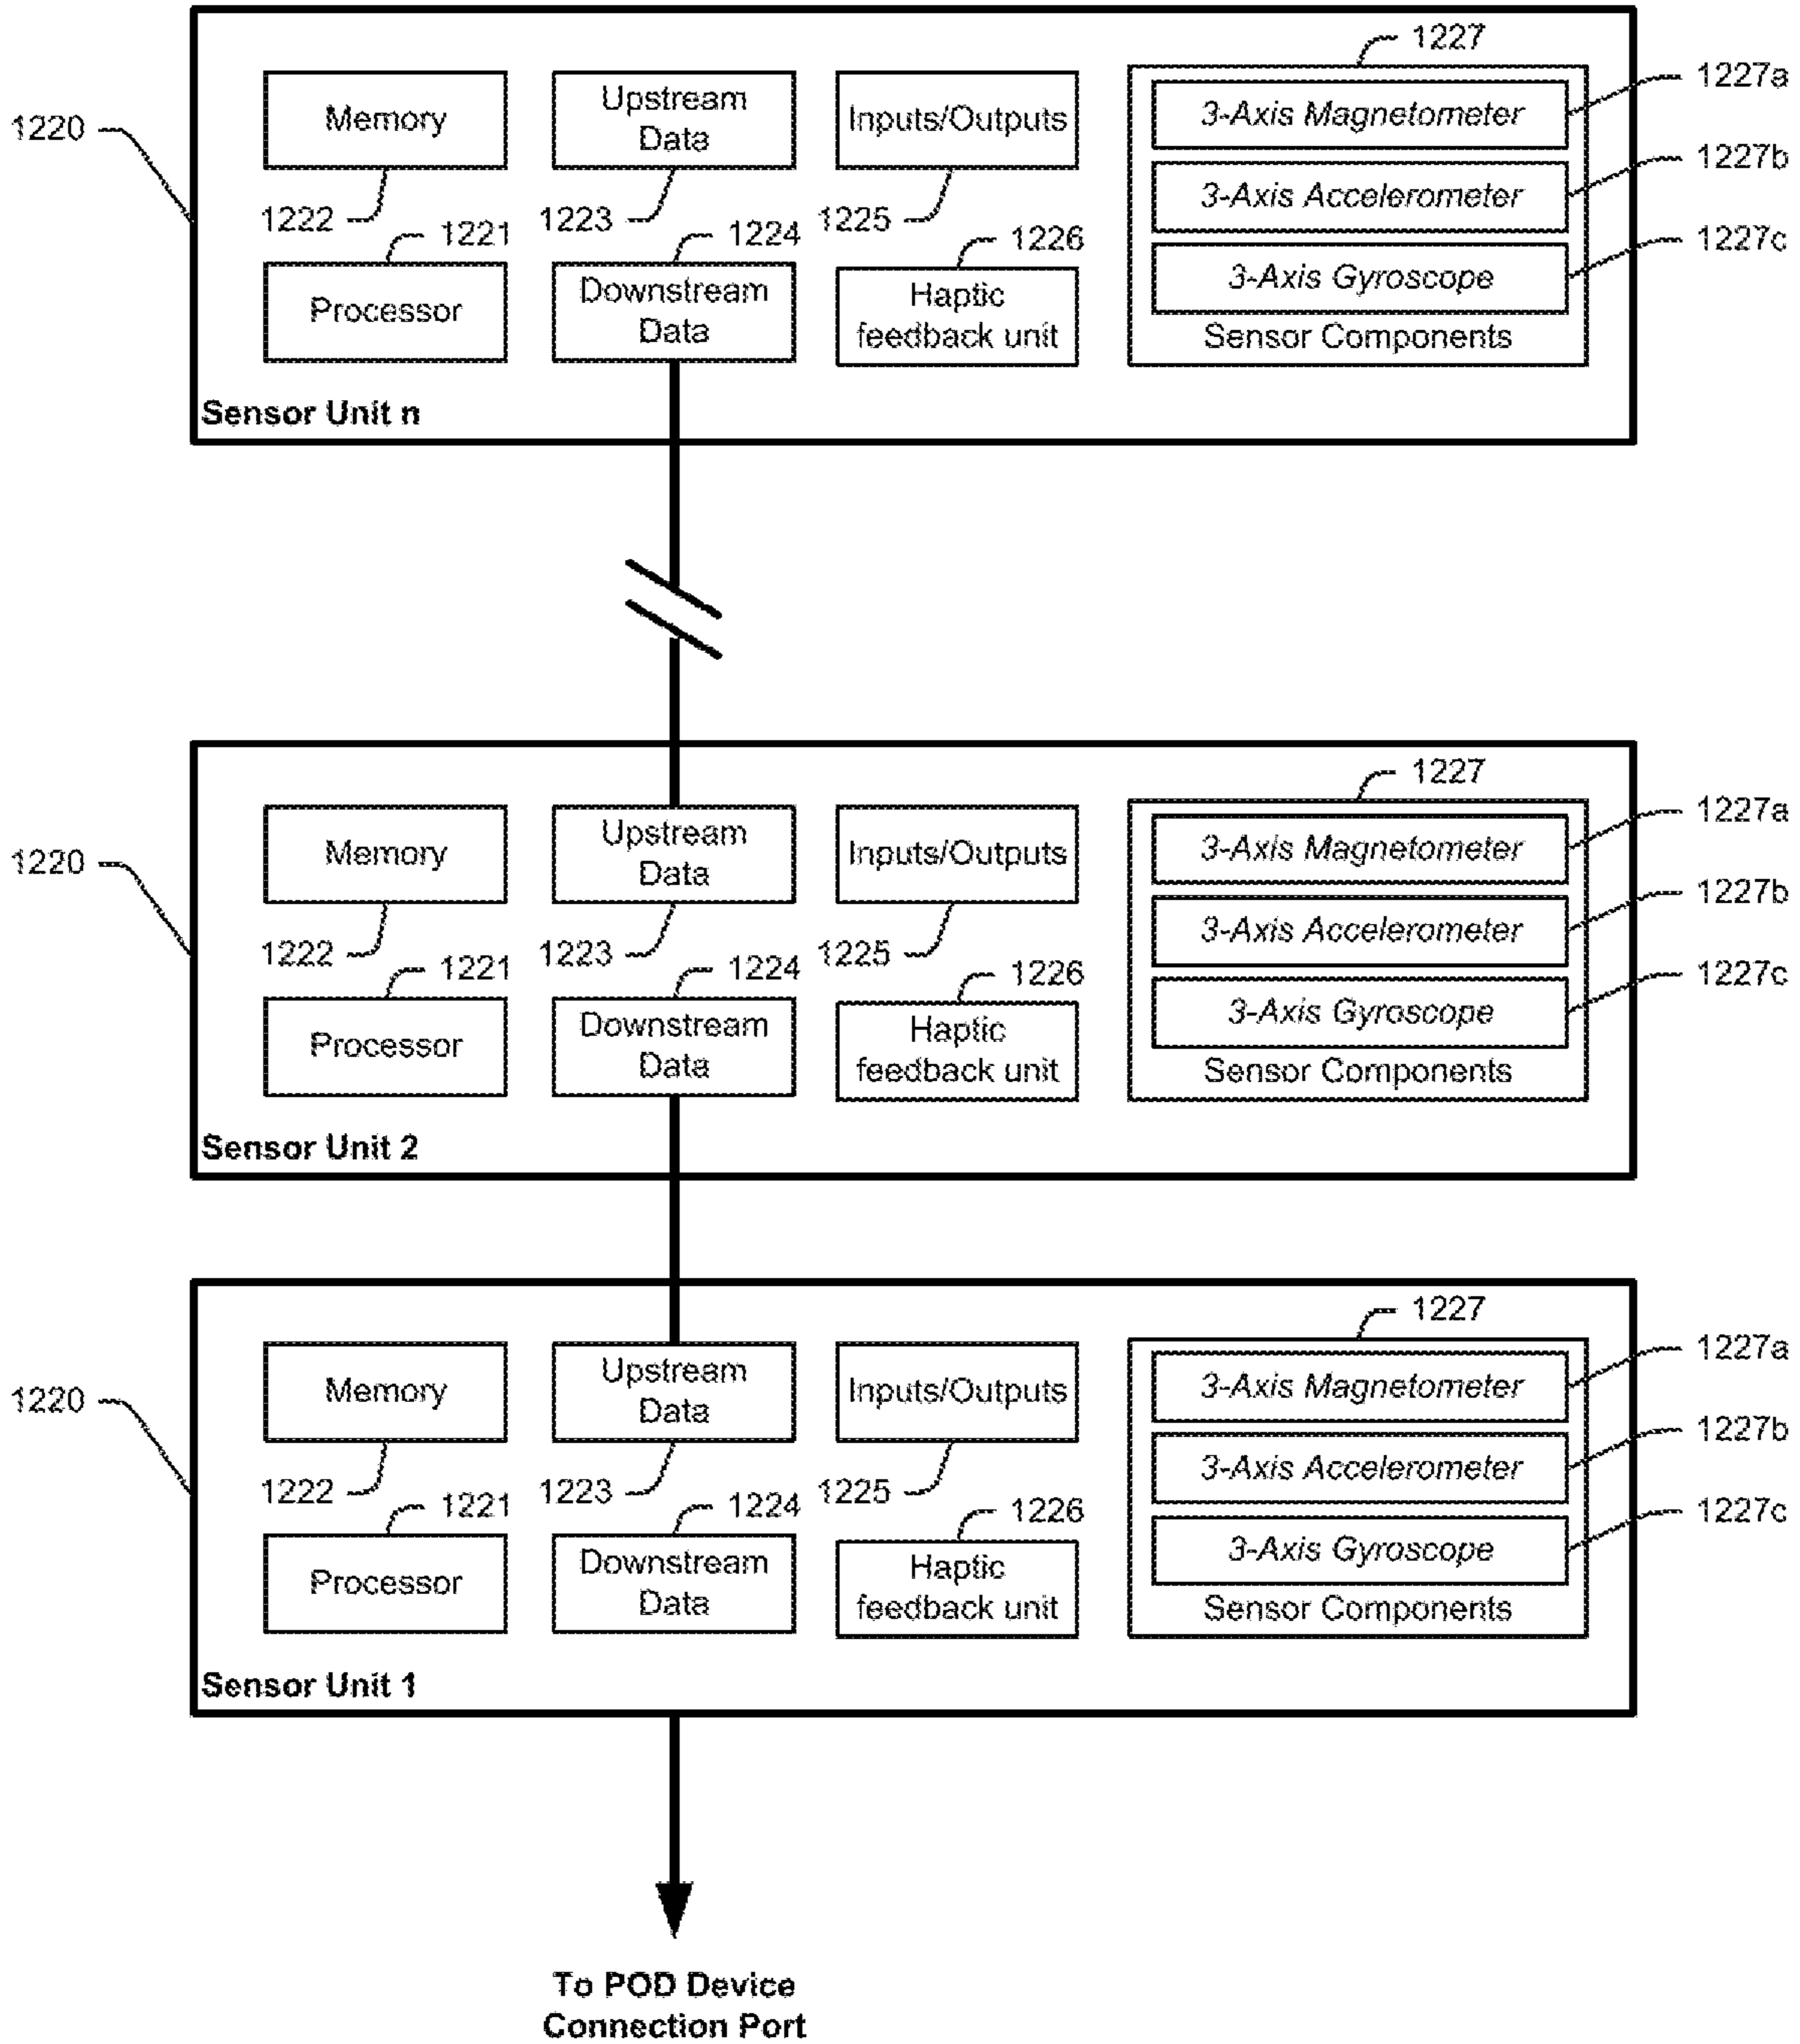 1227
1227a
3-Axis Magnetometer
Memory
Upstream
Data
Inputs/Outputs
1220
1227b
3-Axis Accelerometer
1222
1223
1225
1227c
1221
1224
1226
3-Axis Gyroscope
Processor
Downstream
Data
Haptic
feedback unit
Sensor Components
Sensor Unit n
1227
1227a
3-Axis Magnetometer
Memory
Upstream
Data
Inputs/Outputs
1220
1227b
3-Axis Accelerometer
1222
1223
1225
1227c
1221
1224
1226
3-Axis Gyroscope
Processor
Downstream
Data
Haptic
feedback unit
Sensor Components
Sensor Unit 2
1227
1227a
3-Axis Magnetometer
Memory
Upstream
Data
Inputs/Outputs
1220
1227b
3-Axis Accelerometer
1222
1223
1225
1227c
1221
1224
1226
3-Axis Gyroscope
Processor
Downstream
Data
Haptic
feedback unit
Sensor Components
Sensor Unit 1
To POD Device
Connection Port